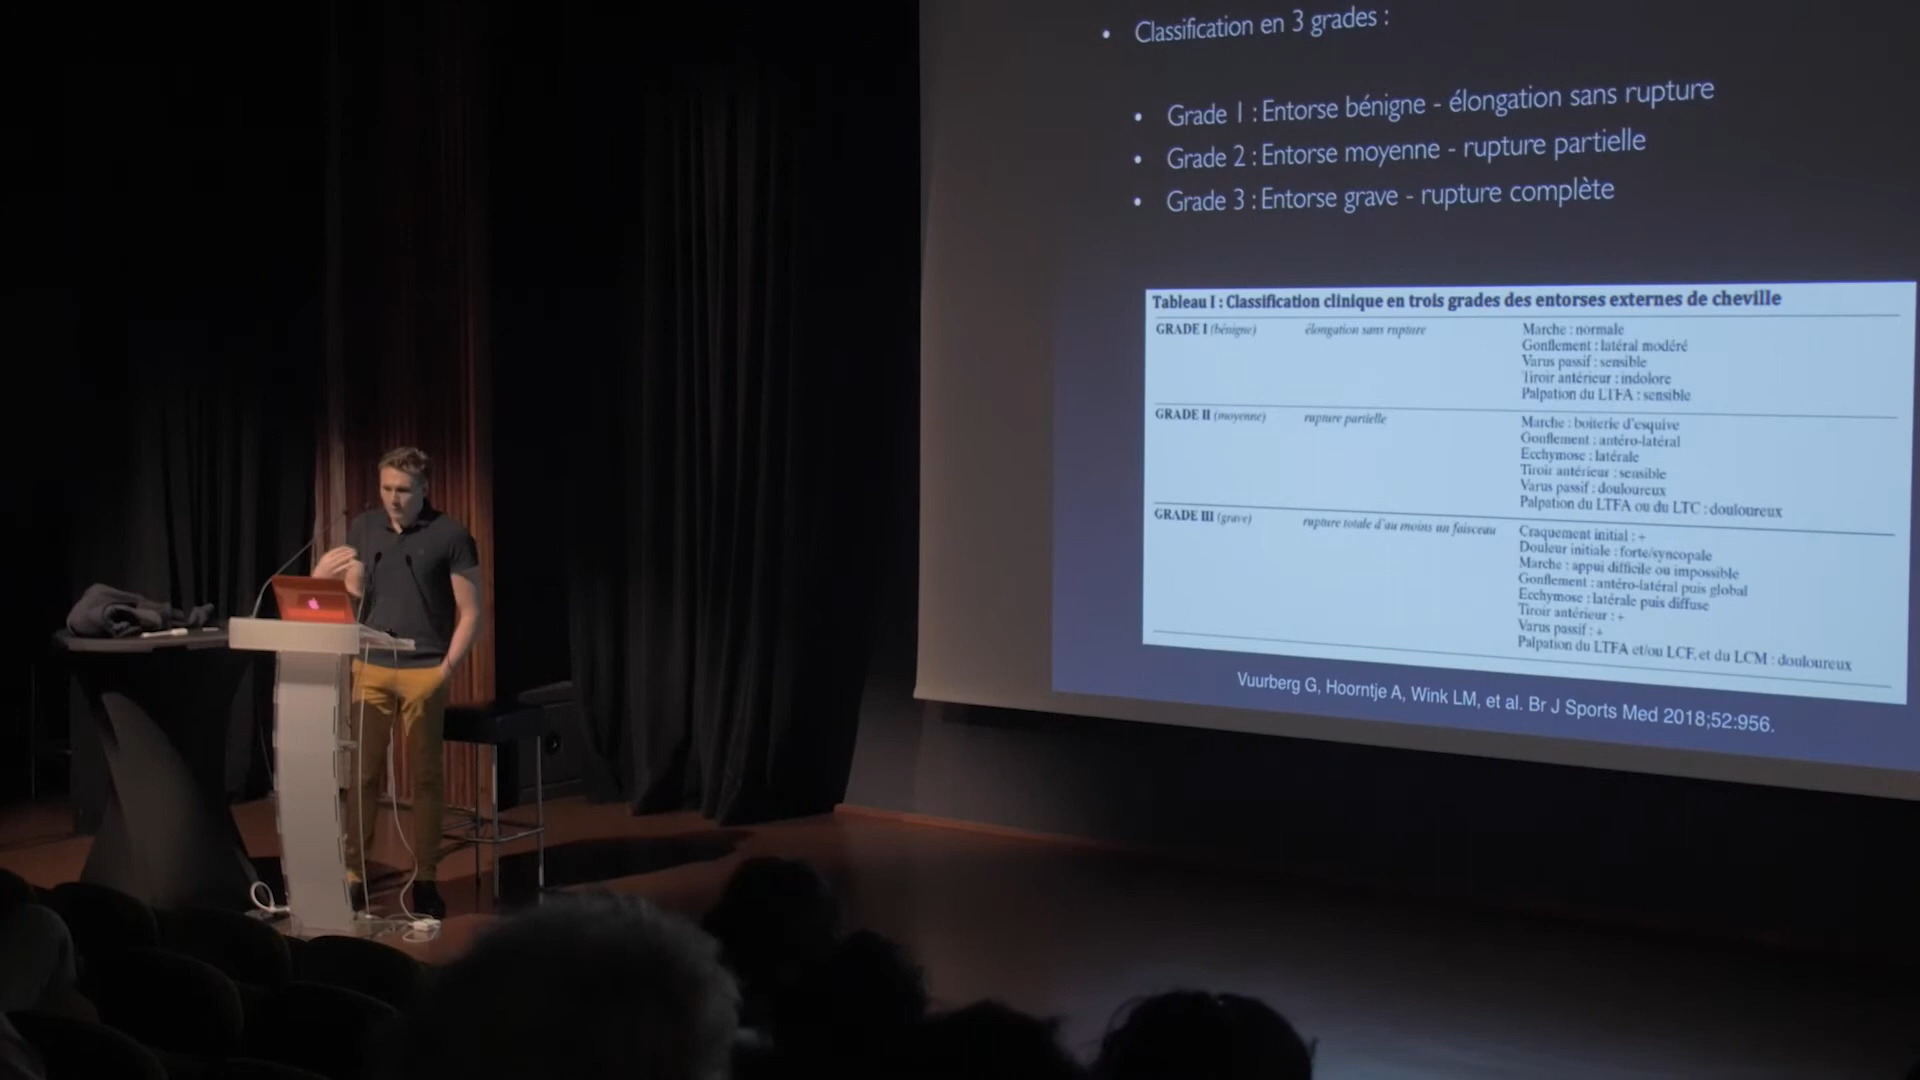 • Classification en 3 grades :
• Grade 1 : Entorse bénigne - élongation sans rupture
• Grade 2 : Entorse moyenne - rupture partielle
• Grade 3 : Entorse grave - rupture complète
Tableau I : Classification clinique en trois grades des entorses externes de cheville
GRADE I (bénigne) élongation sans rupture Marche : normale
Gonflement : latéral modéré
Varus passif : sensible
Tiroir antérieur : indolore
Palpation du LTFA : sensible
GRADE II (moyenne) rupture partielle Marche : boiterie d'esquive
Gonflement : antéro-latéral
Ecchymose : latérale
Tiroir antérieur : sensible
Varus passif : douloureux
Palpation du LTFA ou du LTC : douloureux
GRADE III (grave) rupture totale d'au moins un faisceau Craquement initial : +
Douleur initiale : forte/syncopale
Marche : appui difficile ou impossible
Gonflement : antéro-latéral puis global
Ecchymose : latérale puis diffuse
Tiroir antérieur : +
Varus passif : +
Palpation du LTFA et/ou LCF, et du LCM : douloureux
Vuurberg G, Hoorntje A, Wink LM, et al. Br J Sports Med 2018;52:956.